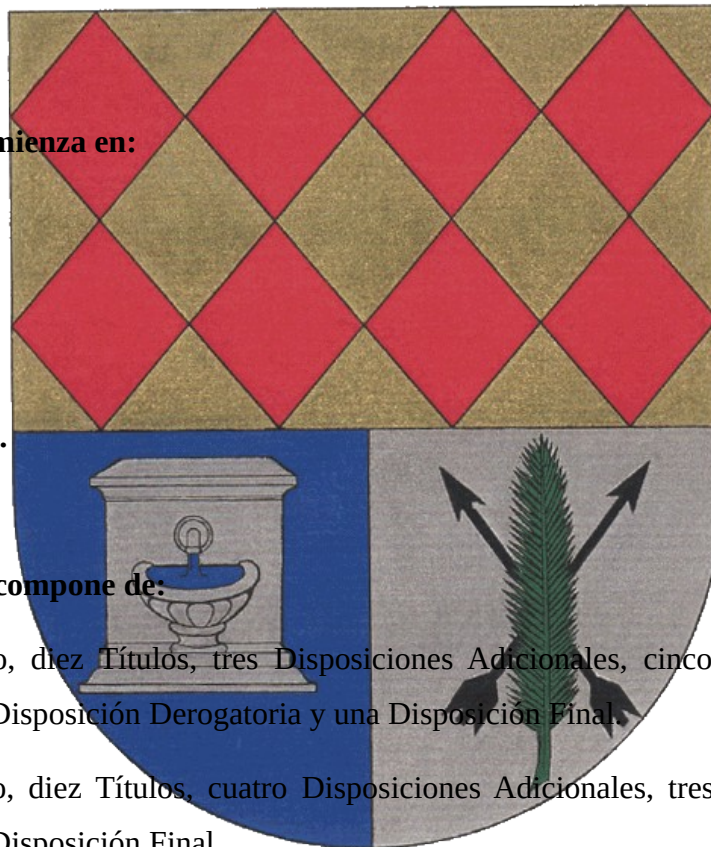 mienza en:
.
compone de:
o, diez Títulos, tres Disposiciones Adicionales, cinco
Disposición Derogatoria y una Disposición Final.
o, diez Títulos, cuatro Disposiciones Adicionales, tres
Disposición Final